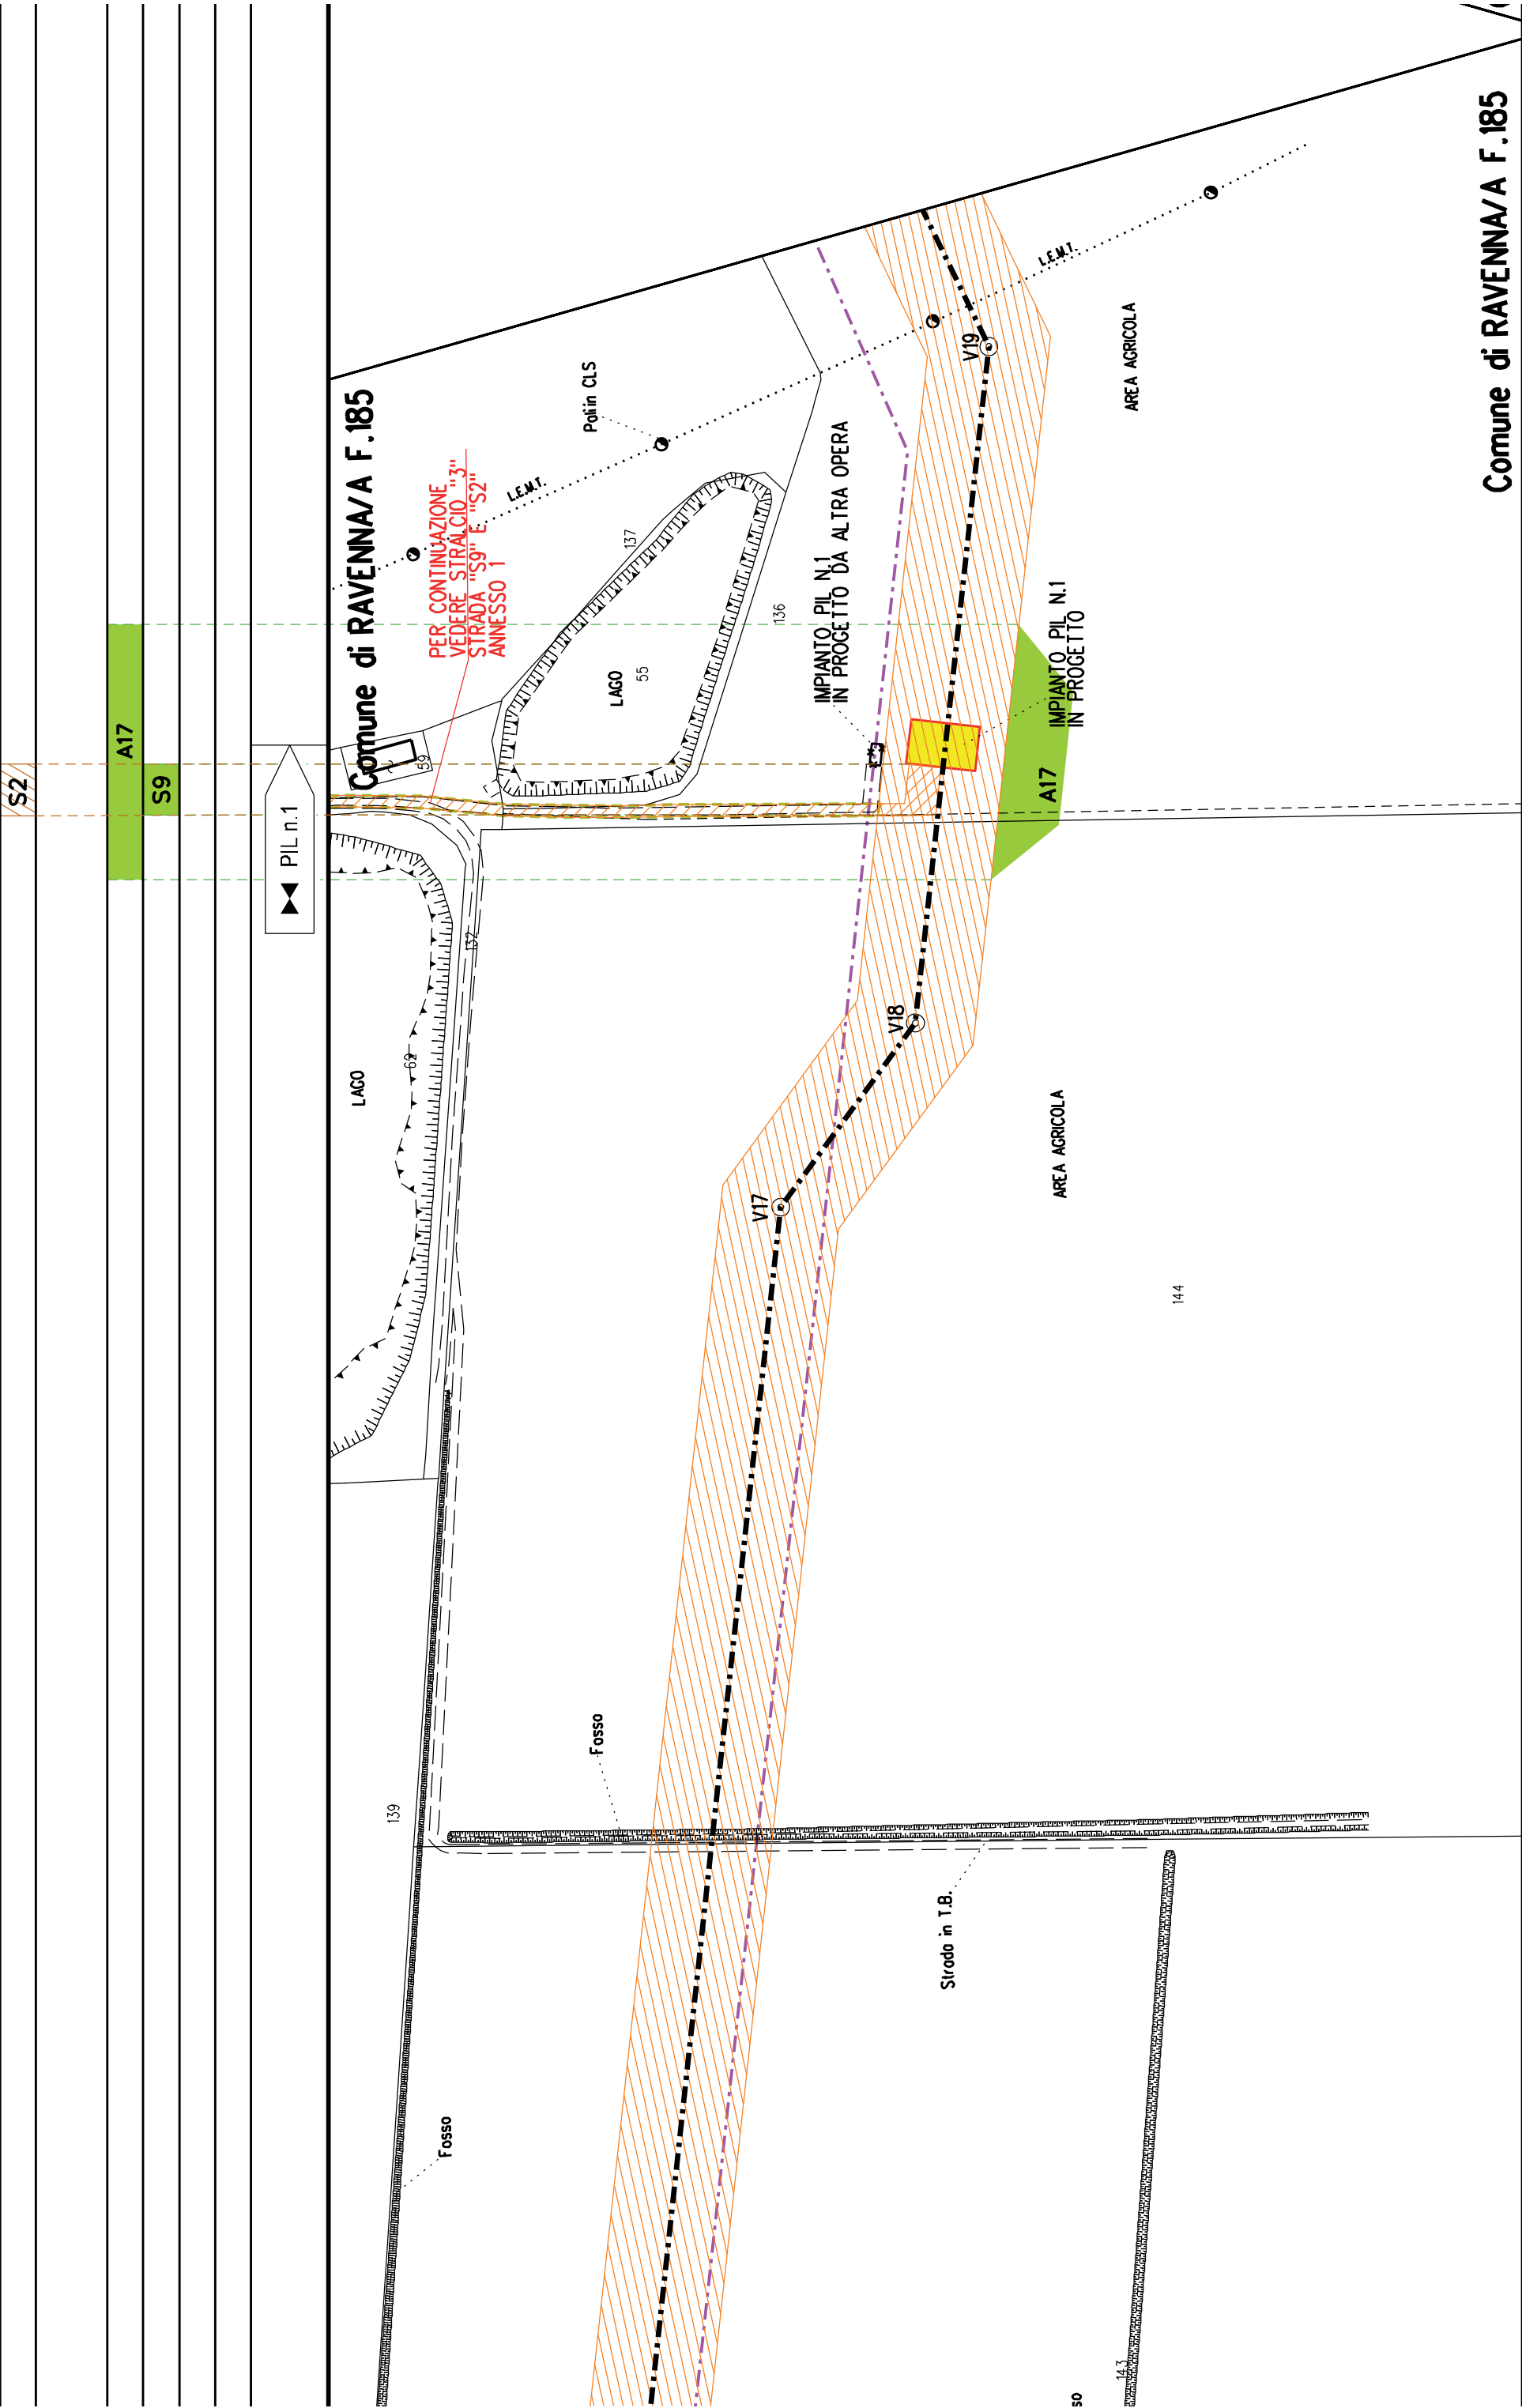 S2
A17
S9
PIL n.1
Comune di RAVENNA/A F.185
PER CONTINUAZIONE
VEDERE STRALCIO "3"
STRADA "S9" E "S2"
ANNESSO 1
59
L.E.M.T.
Pali in CLS
137
LAGO
55
136
IMPIANTO PIL N.1
IN PROGETTO DA ALTRA OPERA
V19
L.E.M.T.
AREA AGRICOLA
IMPIANTO PIL N.1
IN PROGETTO
A17
Comune di RAVENNA/A F.185
LAGO
62
132
V18
V17
AREA AGRICOLA
144
139
Fosso
Strada in T.B.
Fosso
143
so